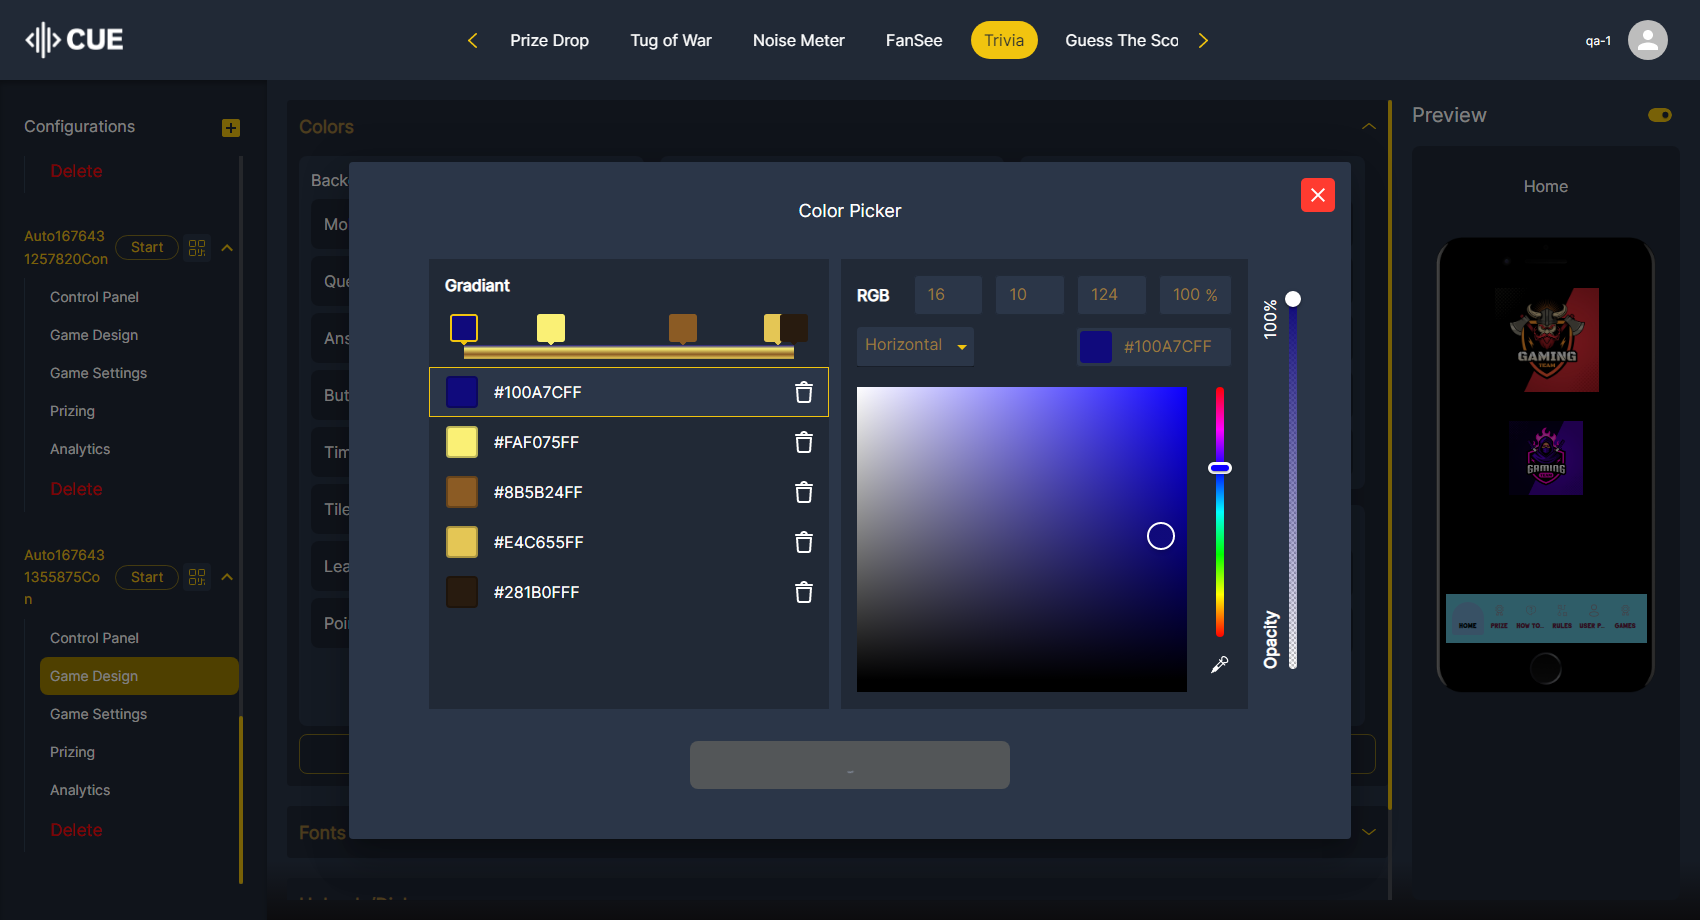 CUE
Prize Drop
Tug of War
Noise Meter
FanSee
Trivia
Guess The Sco
qa-1
Configurations
Delete
Auto167643
1257820Con
Start
Control Panel
Game Design
Game Settings
Prizing
Analytics
Delete
Auto167643
1355875Co
n
Start
Control Panel
Game Design
Game Settings
Prizing
Analytics
Delete
Colors
Back
Mo
Que
Ans
But
Tim
Tile
Lea
Poi
Fonts
Color Picker
Gradiant
#100A7CFF
#FAF075FF
#8B5B24FF
#E4C655FF
#281B0FFF
RGB
16
10
124
100 %
Horizontal
#100A7CFF
100%
Opacity
Preview
Home
GAMING
TEAM
GAMING
HOME
PRIZE
HOW TO..
RULES
USER P..
GAMES